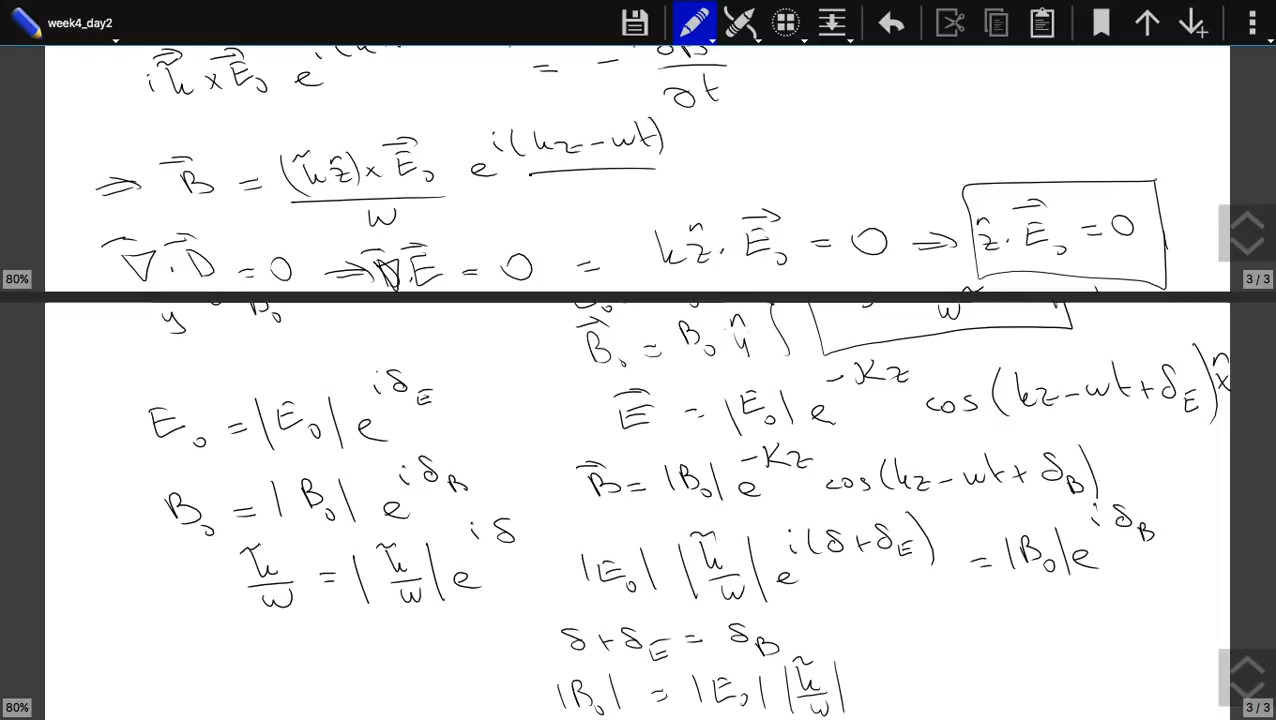 week4_day2
i k̃ × E⃗₀ e^{i(k = - ∂B/∂t
⇒ B⃗ = (k̃ẑ) × E⃗₀ / ω e^{i(kz-ωt)}
∇⃗·D⃗ = 0 ⇒ ∇⃗·E⃗ = 0 = kẑ·E⃗₀ = 0 ⇒ ẑ·E⃗₀ = 0
80% 3/3
y B₀ ω̃
B⃗₀ = B₀ ŷ }
E⃗ = |E₀| e^{-κz} cos(kz-ωt+δ_E) x̂
E₀ = |E₀| e^{iδ_E}
B⃗ = |B₀| e^{-κz} cos(kz-ωt+δ_B)
B₀ = |B₀| e^{iδ_B}
k̃/ω = |k̃/ω| e^{iδ}
|E₀| |k̃/ω| e^{i(δ+δ_E)} = |B₀| e^{iδ_B}
δ+δ_E = δ_B
|B₀| = |E₀| |k̃/ω|
80% 3/3